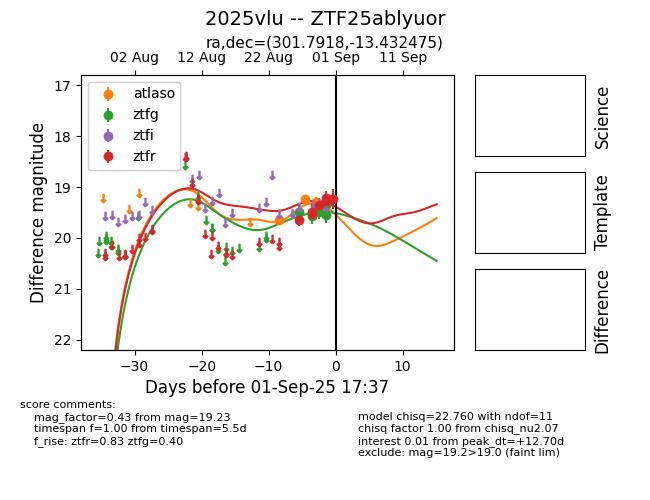 2025vlu -- ZTF25ablyuor
ra,dec=(301.7918,-13.432475)
02 Aug 12 Aug 22 Aug 01 Sep 11 Sep
17
18
19
20
21
22
Difference magnitude
atlaso
ztfg
ztfi
ztfr
−30 −20 −10 0 10
Days before 01-Sep-25 17:37
Science
Template
Difference
score comments:
mag_factor=0.43 from mag=19.23
timespan f=1.00 from timespan=5.5d
f_rise: ztfr=0.83 ztfg=0.40
model chisq=22.760 with ndof=11
chisq factor 1.00 from chisq_nu2.07
interest 0.01 from peak_dt=+12.70d
exclude: mag=19.2>19.0 (faint lim)